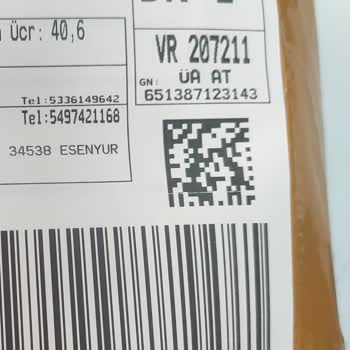 Ücr: 40,6
VR 207211
GN: ÜA AT
651387123143
Tel:5336149642
Tel:5497421168
34538 ESENYUR